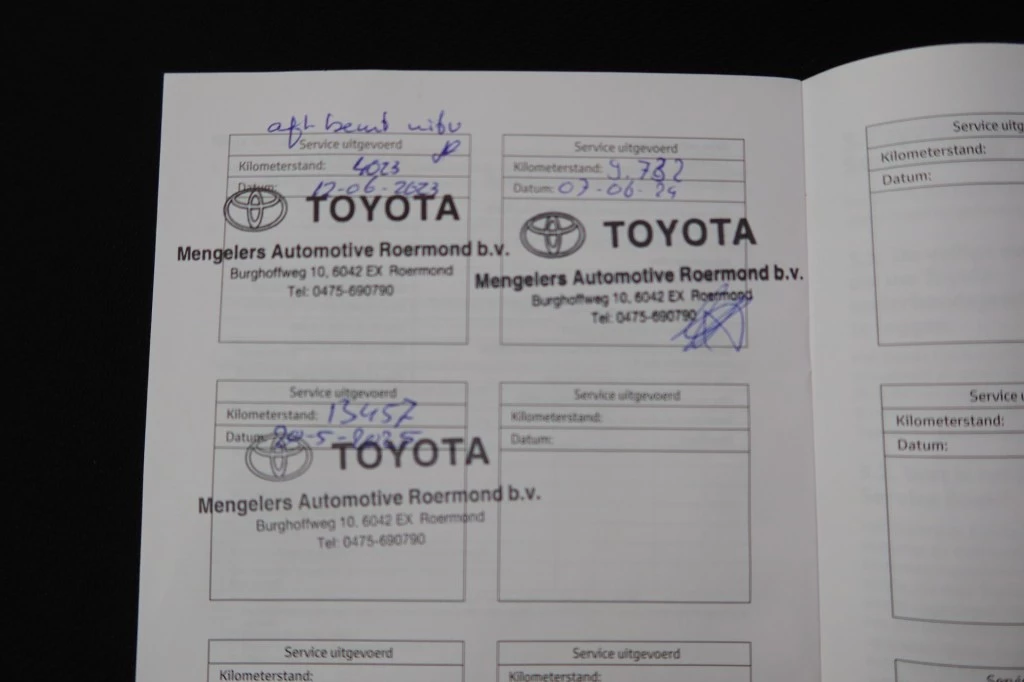 Service uitgevoerd
Kilometerstand: 4023
Datum: 12-06-2023
TOYOTA
Mengelers Automotive Roermond b.v.
Burghoffweg 10, 6042 EX Roermond
Tel: 0475-690790
Service uitgevoerd
Kilometerstand: 9.782
Datum: 07-06-24
TOYOTA
Mengelers Automotive Roermond b.v.
Burghoffweg 10, 6042 EX Roermond
Tel: 0475-690790
Service uitgevoerd
Kilometerstand: 13457
Datum:
TOYOTA
Mengelers Automotive Roermond b.v.
Burghoffweg 10, 6042 EX Roermond
Tel: 0475-690790
Service uitgevoerd
Kilometerstand:
Datum:
Service uitgevoerd
Kilometerstand:
Service uitgevoerd
Kilometerstand:
Service uitg
Kilometerstand:
Datum:
Service u
Kilometerstand:
Datum:
Servi